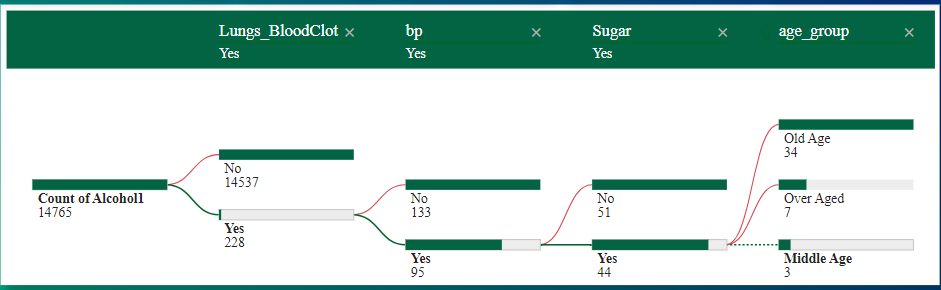 Lungs_BloodClot ×
Yes
bp ×
Yes
Sugar ×
Yes
age_group ×
Count of Alcohol1
14765
No
14537
Yes
228
No
133
Yes
95
No
51
Yes
44
Old Age
34
Over Aged
7
Middle Age
3